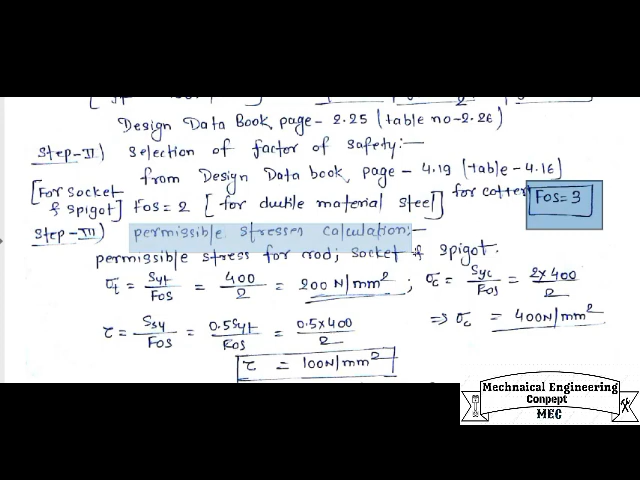 Design Data Book, page - 2.25 (table no-2.26)
Step-II) selection of factor of safety:-
from Design Data book, page - 4.19 (table - 4.16)
[For socket & spigot] FOS = 2 [for ductile material steel] for cotter FOS = 3
Step-III) permissible stresses calculation:-
permissible stress for rod, socket & spigot.
σt = Syt/FOS = 400/2 = 200 N/mm² ; σc = Syc/FOS = 2×400/2
τ = Ssy/FOS = 0.5Syt/FOS = 0.5×400/2 ⇒ σc = 400N/mm²
τ = 100N/mm²
Mechnaical Engineering
Conpept
MEC